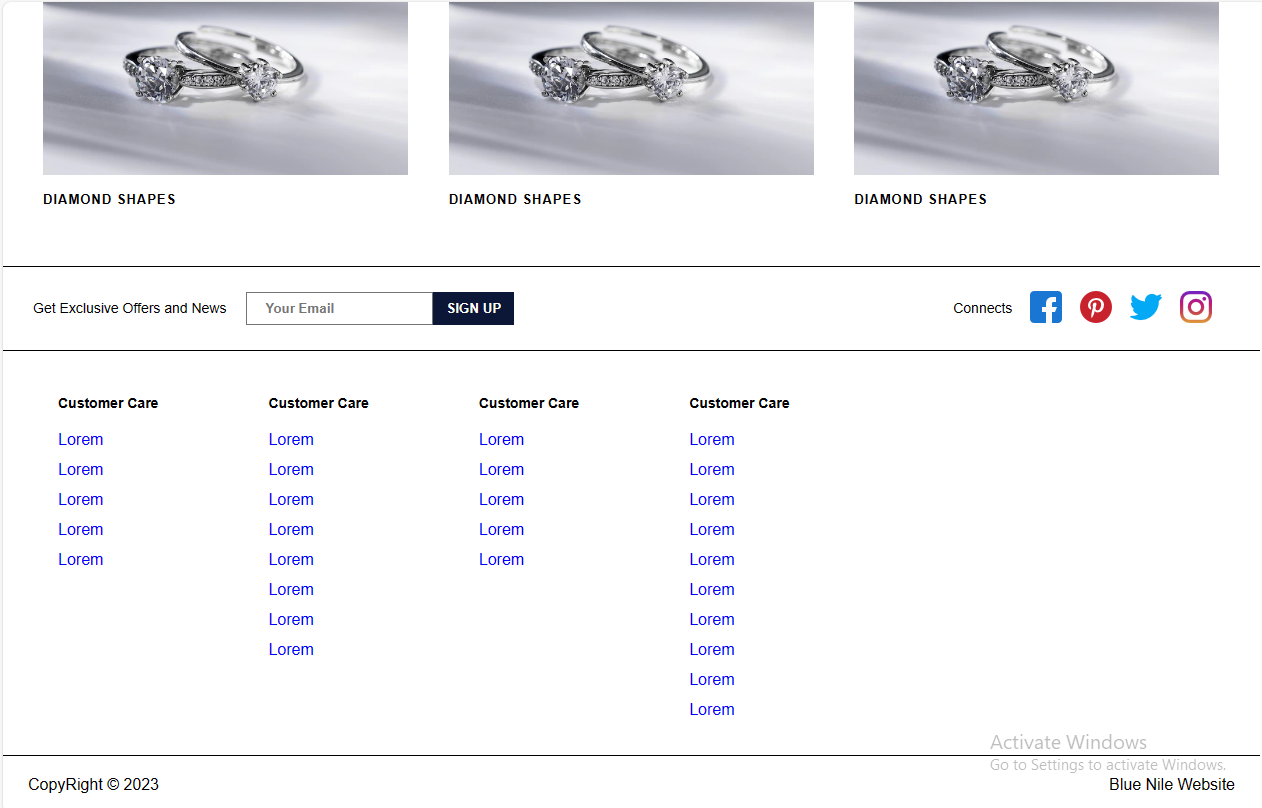 DIAMOND SHAPES
DIAMOND SHAPES
DIAMOND SHAPES
Get Exclusive Offers and News
Your Email
SIGN UP
Connects
Customer Care
Lorem
Lorem
Lorem
Lorem
Lorem
Customer Care
Lorem
Lorem
Lorem
Lorem
Lorem
Lorem
Lorem
Lorem
Customer Care
Lorem
Lorem
Lorem
Lorem
Lorem
Customer Care
Lorem
Lorem
Lorem
Lorem
Lorem
Lorem
Lorem
Lorem
Lorem
Lorem
Activate Windows
Go to Settings to activate Windows.
CopyRight © 2023
Blue Nile Website